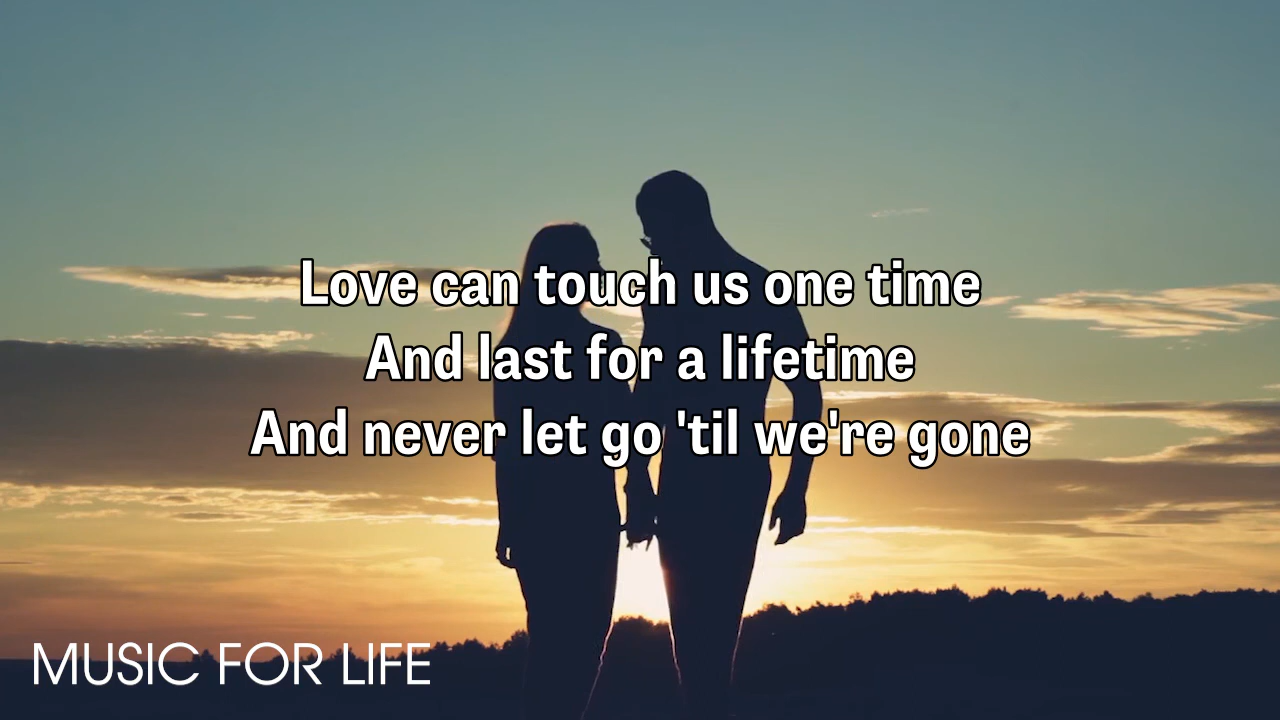 Love can touch us one time
And last for a lifetime
And never let go 'til we're gone
MUSIC FOR LIFE